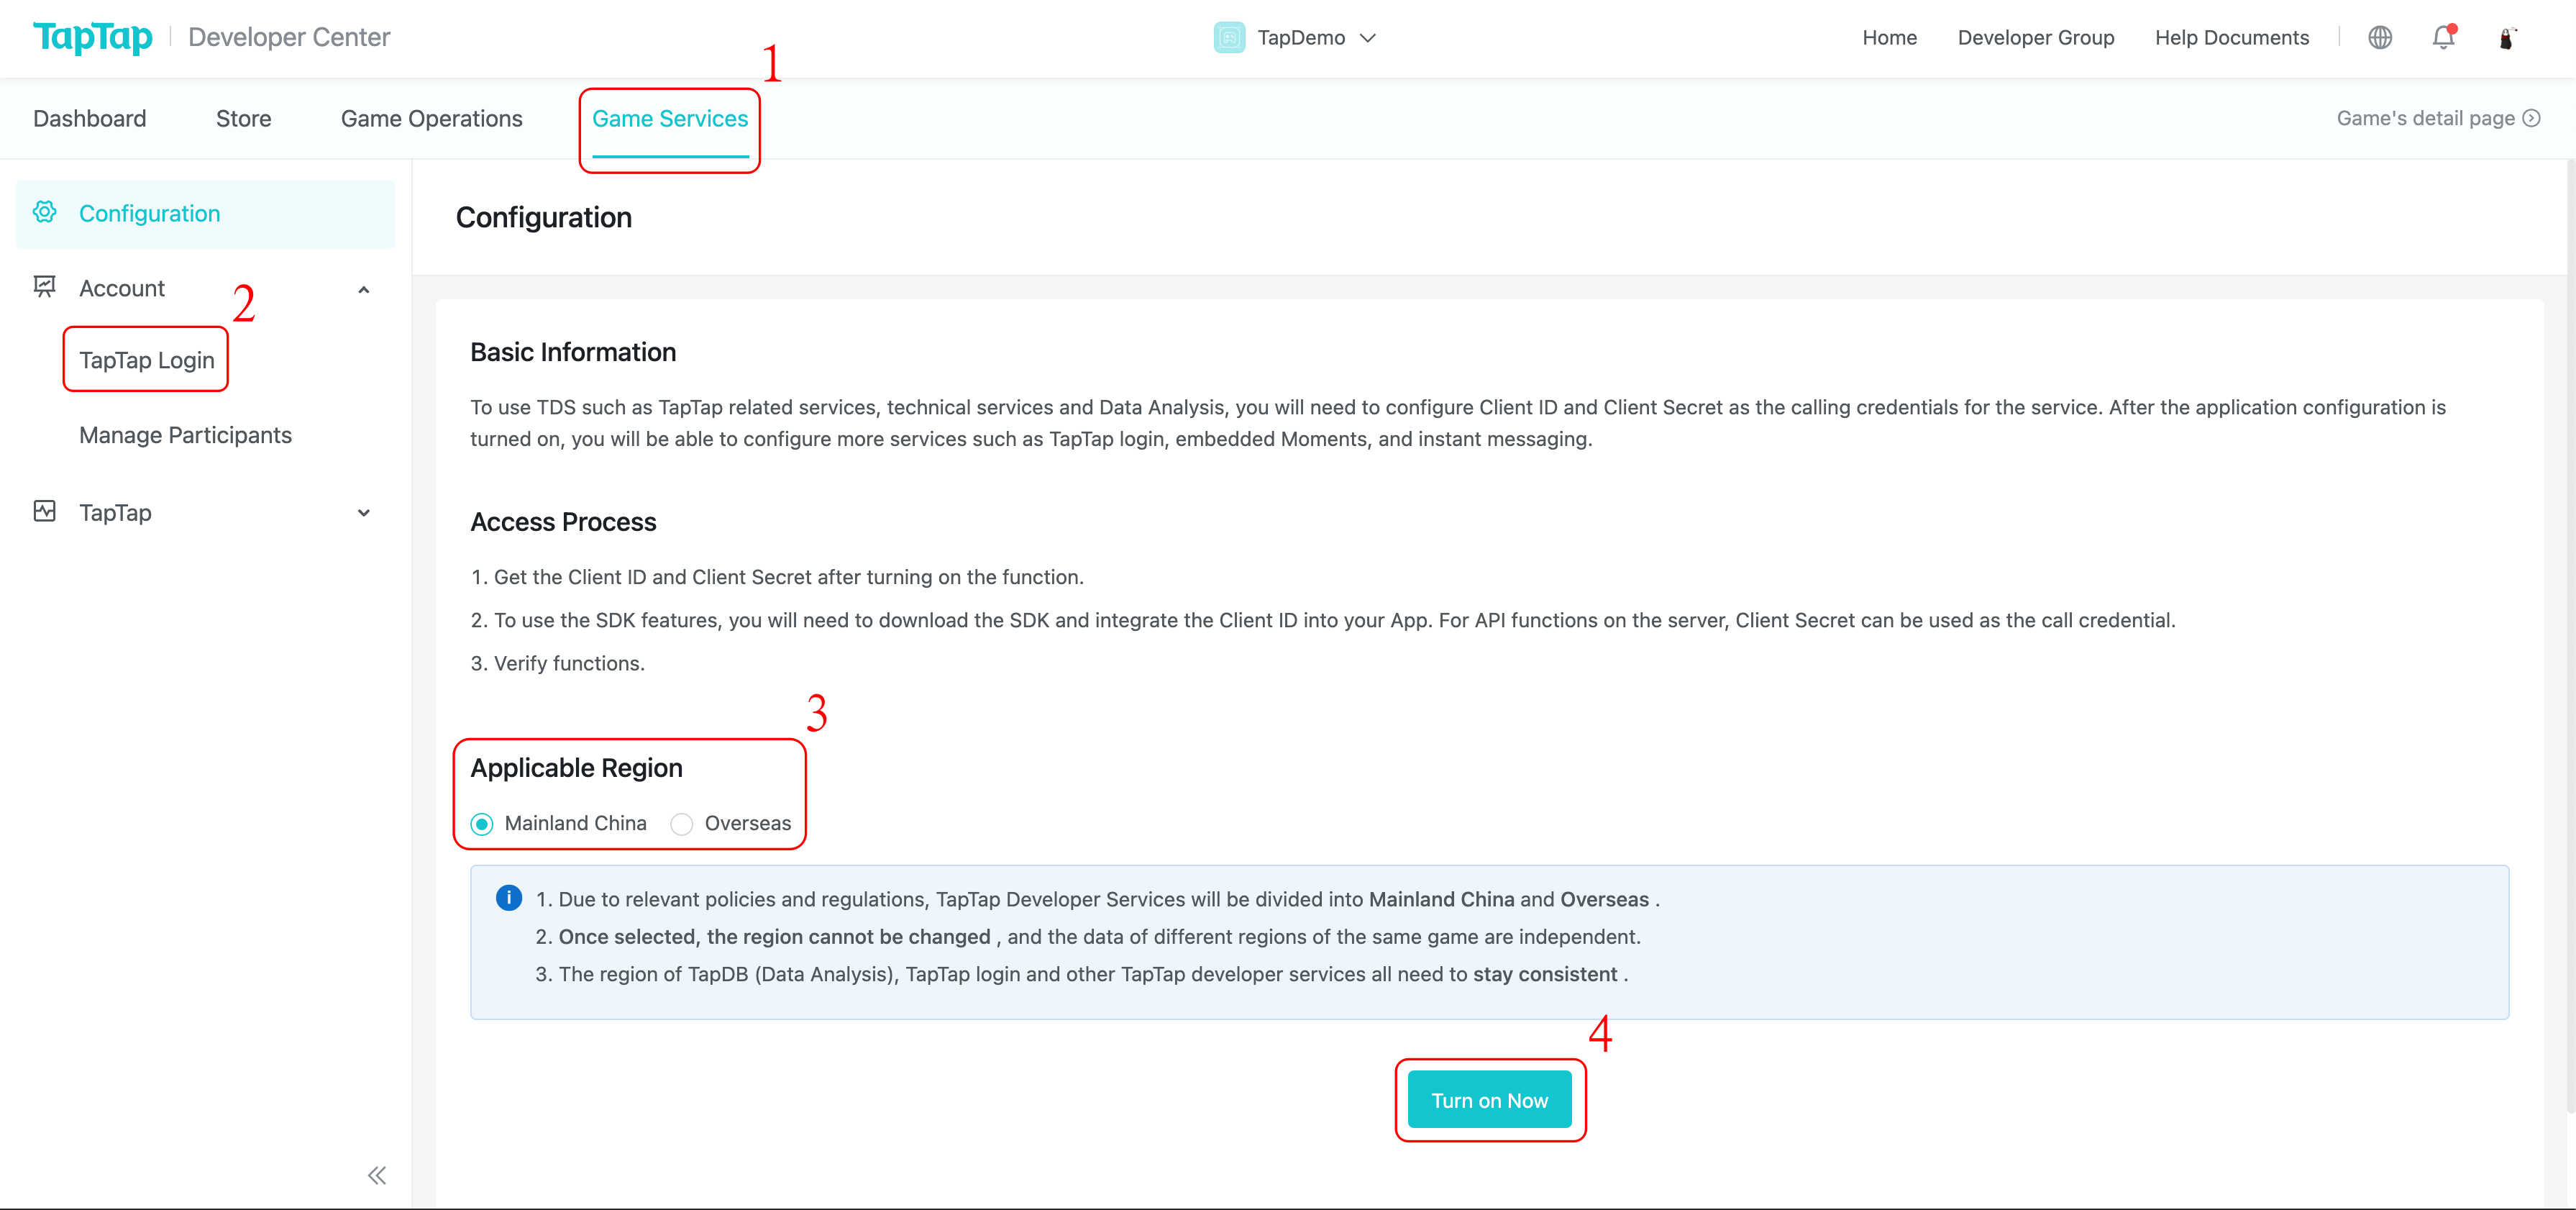 TapTap | Developer Center
TapDemo
Home
Developer Group
Help Documents
1
Dashboard
Store
Game Operations
Game Services
Game's detail page
Configuration
Account
2
TapTap Login
Manage Participants
TapTap
Configuration
Basic Information
To use TDS such as TapTap related services, technical services and Data Analysis, you will need to configure Client ID and Client Secret as the calling credentials for the service. After the application configuration is
turned on, you will be able to configure more services such as TapTap login, embedded Moments, and instant messaging.
Access Process
1. Get the Client ID and Client Secret after turning on the function.
2. To use the SDK features, you will need to download the SDK and integrate the Client ID into your App. For API functions on the server, Client Secret can be used as the call credential.
3. Verify functions.
3
Applicable Region
Mainland China
Overseas
1. Due to relevant policies and regulations, TapTap Developer Services will be divided into Mainland China and Overseas .
2. Once selected, the region cannot be changed , and the data of different regions of the same game are independent.
3. The region of TapDB (Data Analysis), TapTap login and other TapTap developer services all need to stay consistent .
4
Turn on Now